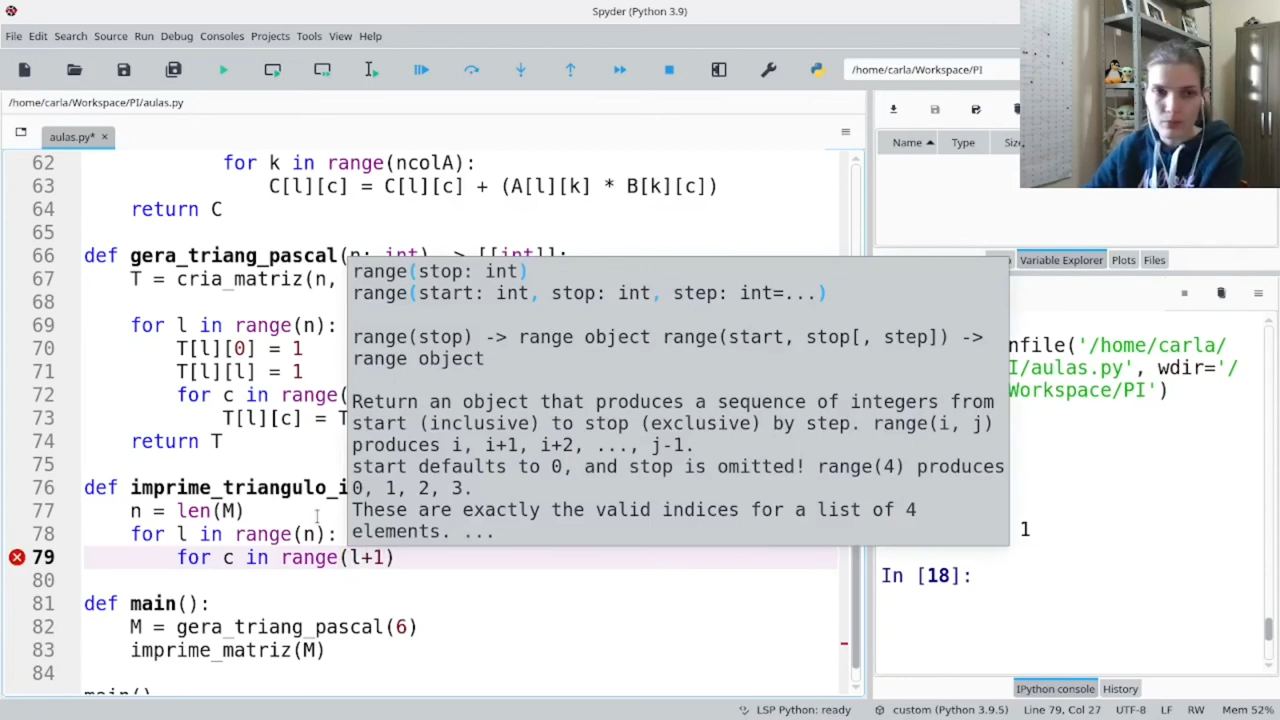 Spyder (Python 3.9)
File Edit Search Source Run Debug Consoles Projects Tools View Help
/home/carla/Workspace/PI
/home/carla/Workspace/PI/aulas.py
aulas.py*
Name Type Size
62 for k in range(ncolA):
63 C[l][c] = C[l][c] + (A[l][k] * B[k][c])
64 return C
65
66 def gera_triang_pascal(n: int) -> [[int]]:
67 T = cria_matriz(n,
68
69 for l in range(n):
70 T[l][0] = 1
71 T[l][l] = 1
72 for c in range(
73 T[l][c] = T
74 return T
75
76 def imprime_triangulo_i
77 n = len(M)
78 for l in range(n):
79 for c in range(l+1)
80
81 def main():
82 M = gera_triang_pascal(6)
83 imprime_matriz(M)
84
main()
range(stop: int)
range(start: int, stop: int, step: int=...)
range(stop) -> range object range(start, stop[, step]) ->
range object
Return an object that produces a sequence of integers from
start (inclusive) to stop (exclusive) by step. range(i, j)
produces i, i+1, i+2, ..., j-1.
start defaults to 0, and stop is omitted! range(4) produces
0, 1, 2, 3.
These are exactly the valid indices for a list of 4
elements. ...
Variable Explorer Plots Files
nfile('/home/carla/
I/aulas.py', wdir='/
Workspace/PI')
1
In [18]:
IPython console History
LSP Python: ready custom (Python 3.9.5) Line 79, Col 27 UTF-8 LF RW Mem 52%